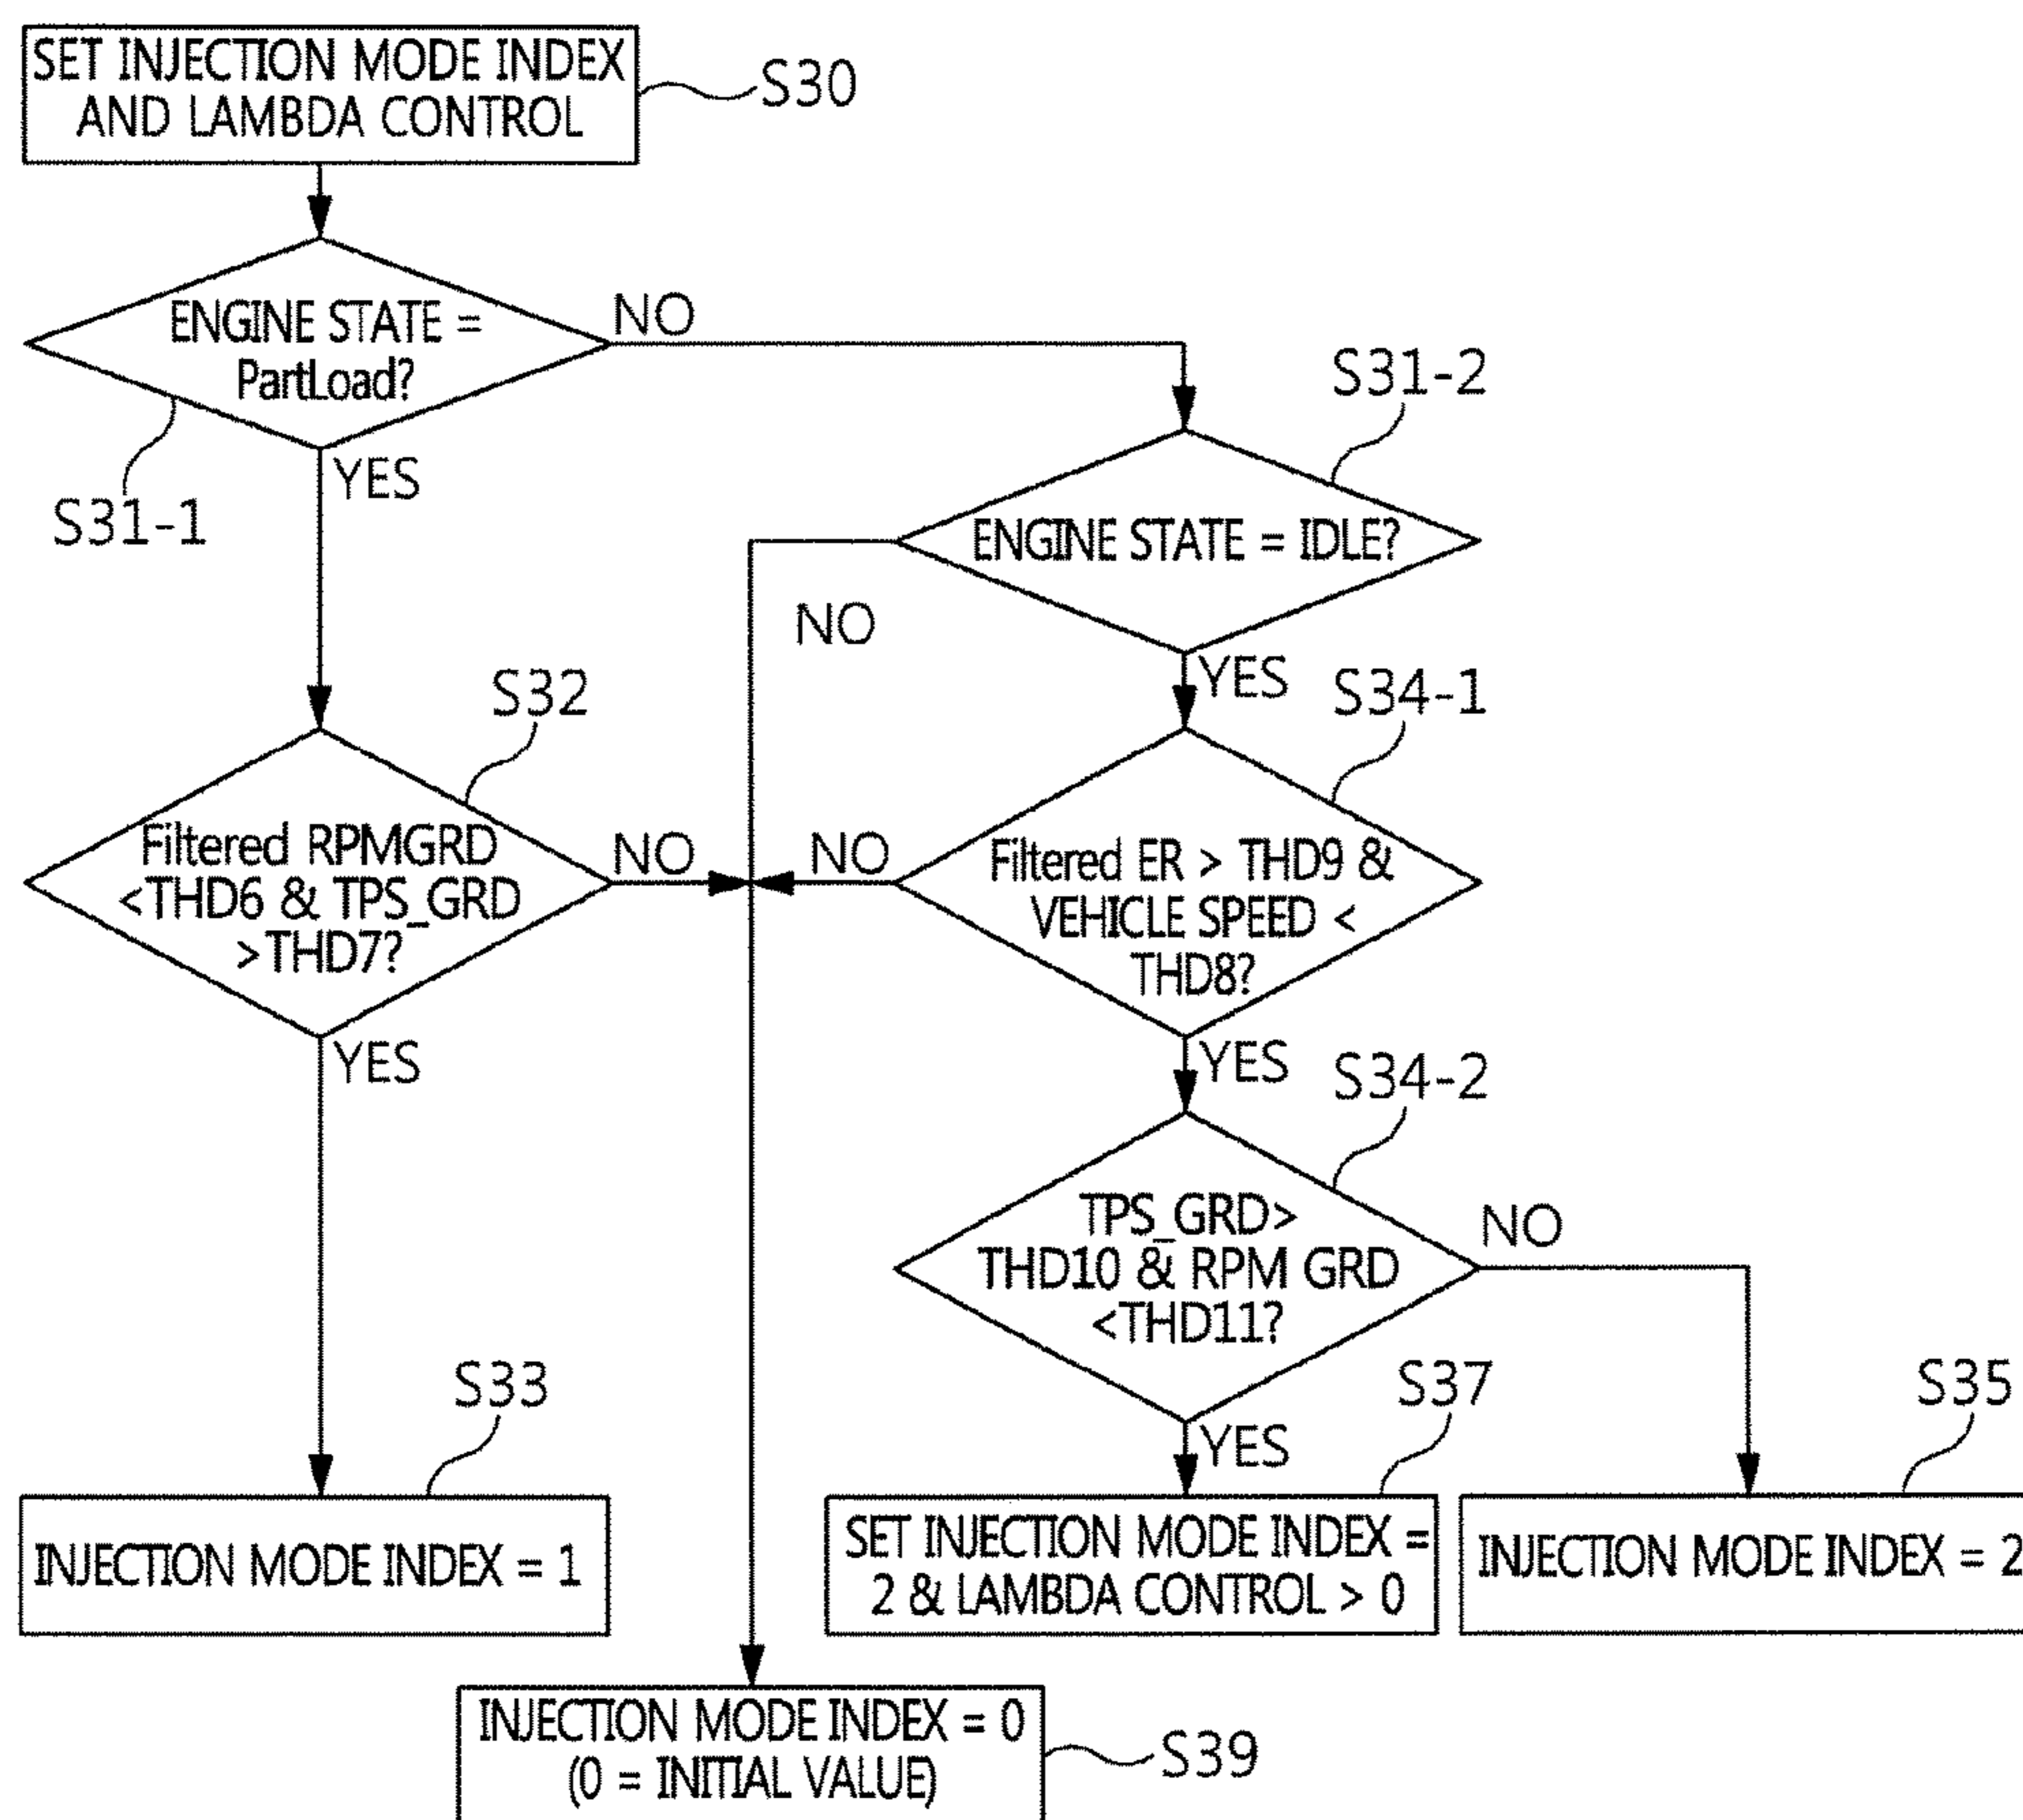 SET INJECTION MODE INDEX
AND LAMBDA CONTROL
S30
ENGINE STATE =
PartLoad?
NO
S31-1
YES
S31-2
ENGINE STATE = IDLE?
NO
YES
S32
Filtered RPMGRD
<THD6 & TPS_GRD
>THD7?
NO
YES
S34-1
NO
Filtered ER > THD9 &
VEHICLE SPEED <
THD8?
YES
S34-2
TPS_GRD>
THD10 & RPM GRD
<THD11?
NO
YES
S33
INJECTION MODE INDEX = 1
S37
SET INJECTION MODE INDEX =
2 & LAMBDA CONTROL > 0
S35
INJECTION MODE INDEX = 2
INJECTION MODE INDEX = 0
(0 = INITIAL VALUE)
S39